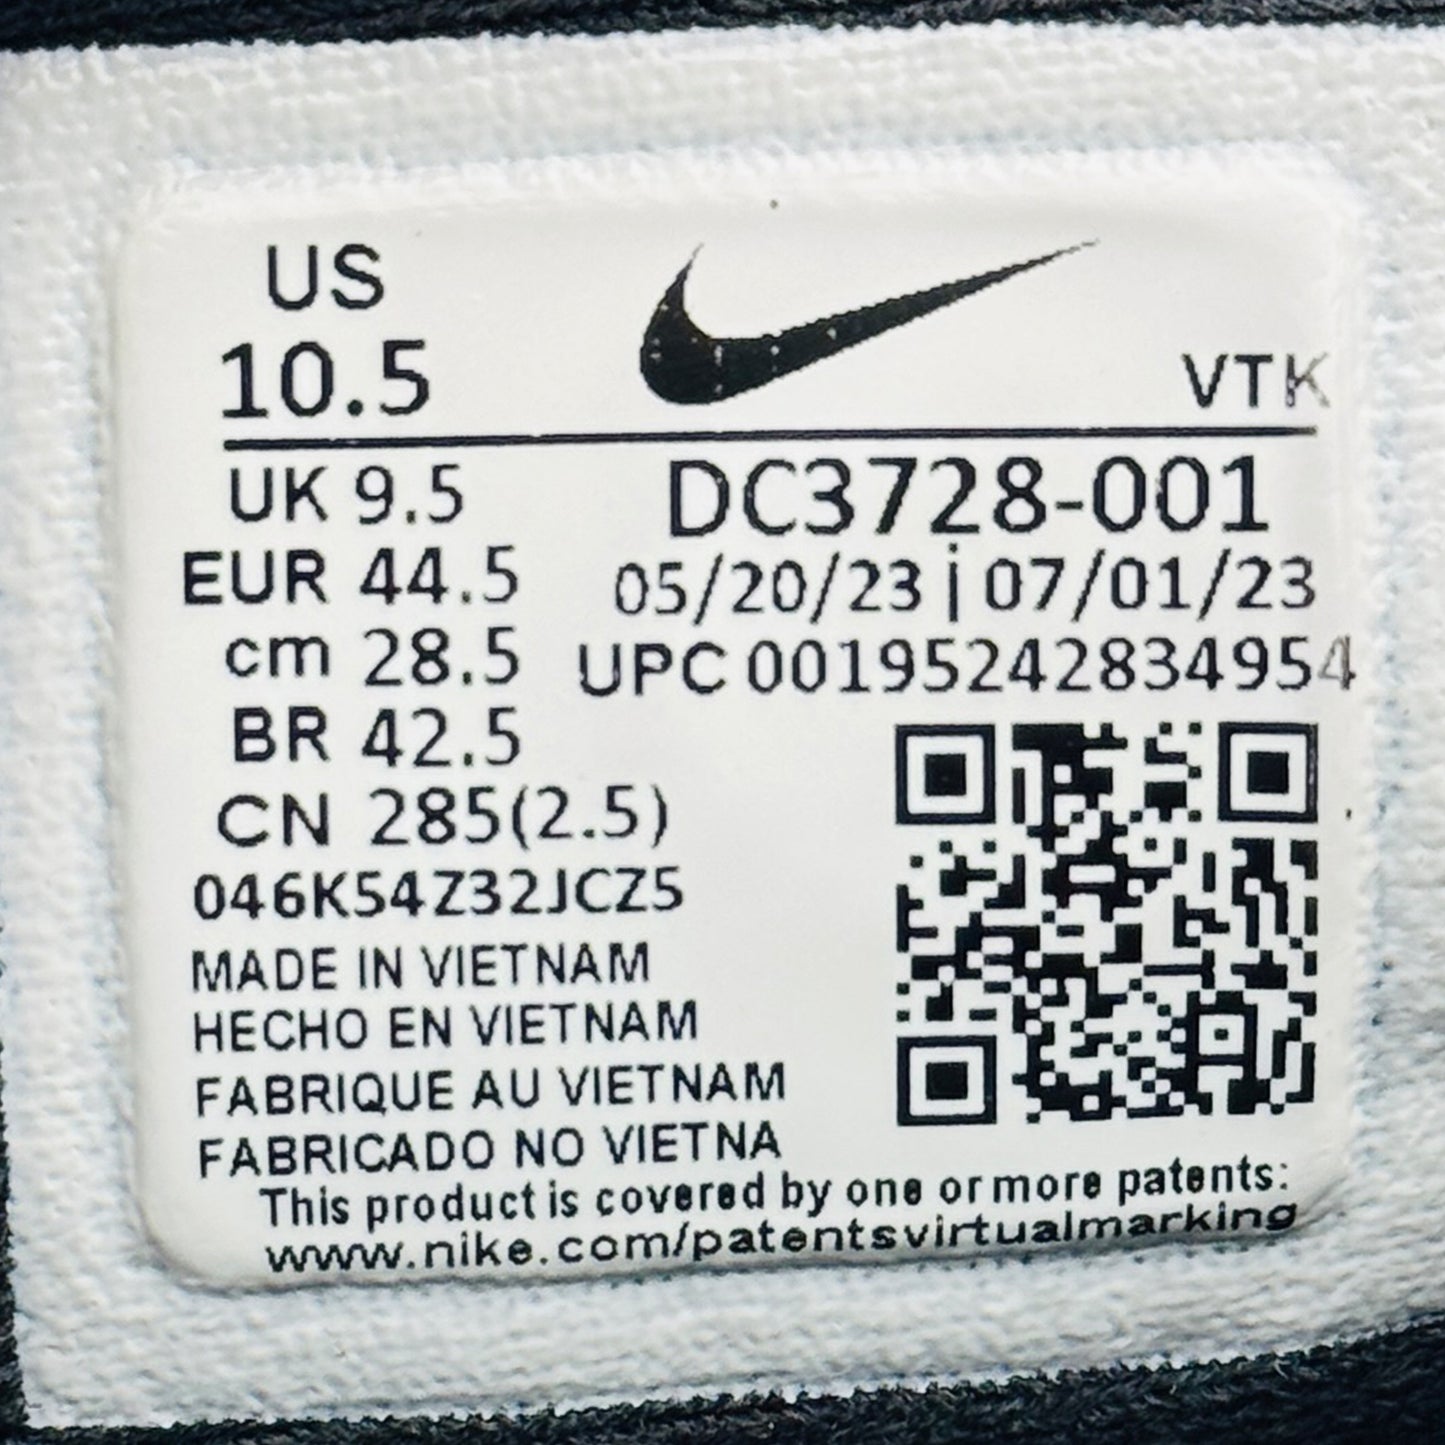 US
10.5
VTK
UK 9.5
EUR 44.5
cm 28.5
BR 42.5
CN 285(2.5)
046K54Z32JCZ5
DC3728-001
05/20/23 | 07/01/23
UPC 00195242834954
MADE IN VIETNAM
HECHO EN VIETNAM
FABRIQUE AU VIETNAM
FABRICADO NO VIETNA
This product is covered by one or more patents:
www.nike.com/patentsvirtualmarking